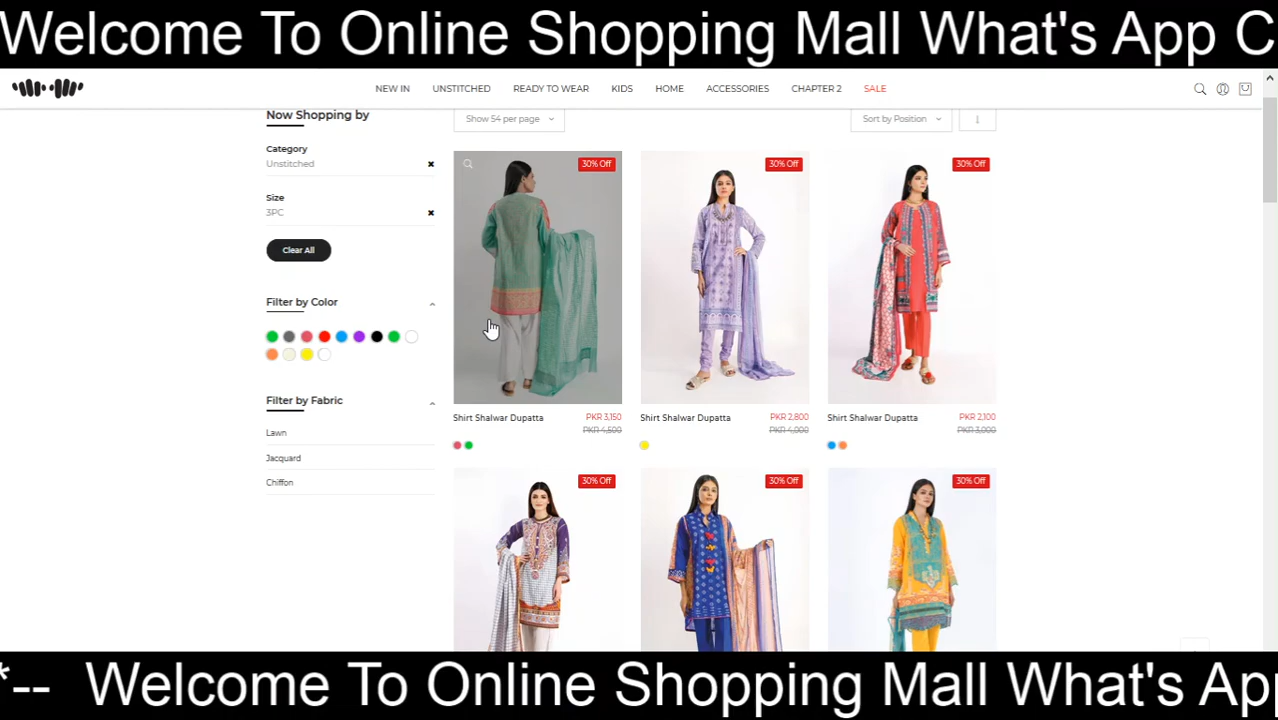 Welcome To Online Shopping Mall What's App C
NEW IN UNSTITCHED READY TO WEAR KIDS HOME ACCESSORIES CHAPTER 2 SALE
Now Shopping by
Show 54 per page
Sort by Position
Category
Unstitched
Size
3PC
Clear All
Filter by Color
Filter by Fabric
Lawn
Jacquard
Chiffon
30% Off
30% Off
30% Off
Shirt Shalwar Dupatta PKR 3,150
PKR 4,500
Shirt Shalwar Dupatta PKR 2,800
PKR 4,000
Shirt Shalwar Dupatta PKR 2,100
PKR 3,000
30% Off
30% Off
30% Off
*-- Welcome To Online Shopping Mall What's App